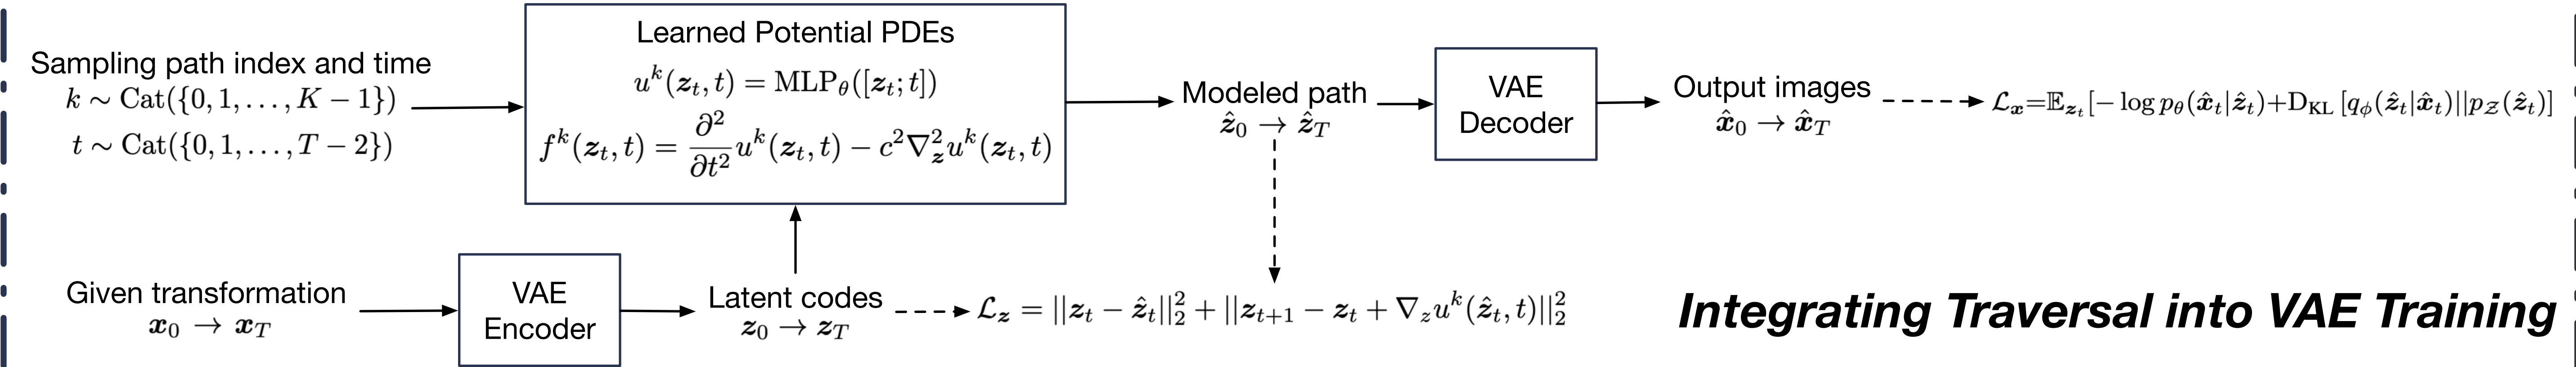 Sampling path index and time
k ∼ Cat({0, 1, . . . , K − 1})
t ∼ Cat({0, 1, . . . , T − 2})
Learned Potential PDEs
u^k(z_t, t) = MLP_θ([z_t; t])
f^k(z_t, t) = ∂²/∂t² u^k(z_t, t) − c²∇²_z u^k(z_t, t)
Modeled path
ẑ_0 → ẑ_T
VAE
Decoder
Output images
x̂_0 → x̂_T
L_x=E_{z_t}[− log p_θ(x̂_t|ẑ_t)+D_KL [q_ϕ(ẑ_t|x̂_t)||p_Z(ẑ_t)]
Given transformation
x_0 → x_T
VAE
Encoder
Latent codes
z_0 → z_T
L_z = ||z_t − ẑ_t||²_2 + ||z_{t+1} − z_t + ∇_z u^k(ẑ_t, t)||²_2
Integrating Traversal into VAE Training